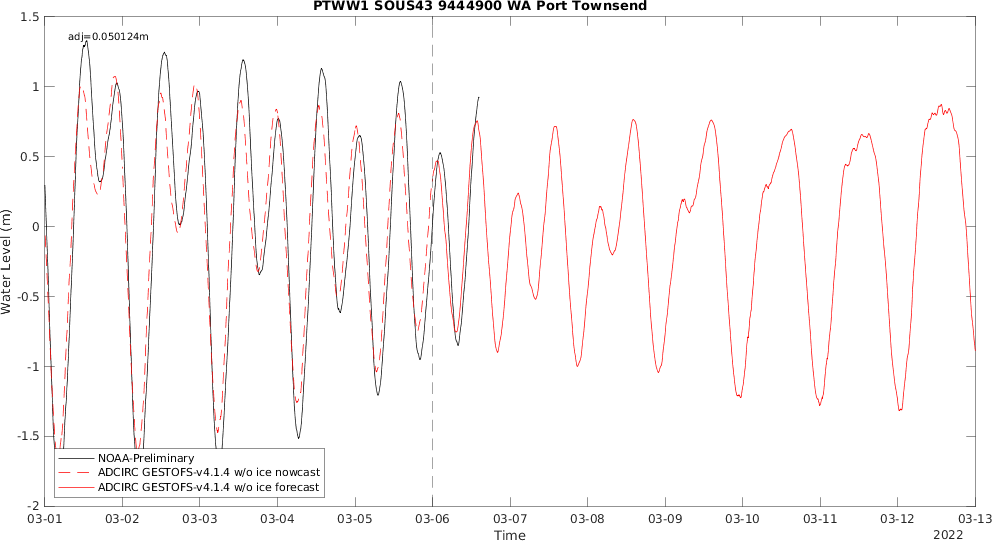 PTWW1 SOUS43 9444900 WA Port Townsend
adj=0.050124m
1.5
1
0.5
0
-0.5
-1
-1.5
-2
Water Level (m)
NOAA-Preliminary
ADCIRC GESTOFS-v4.1.4 w/o ice nowcast
ADCIRC GESTOFS-v4.1.4 w/o ice forecast
03-01 03-02 03-03 03-04 03-05 03-06 03-07 03-08 03-09 03-10 03-11 03-12 03-13
Time
2022